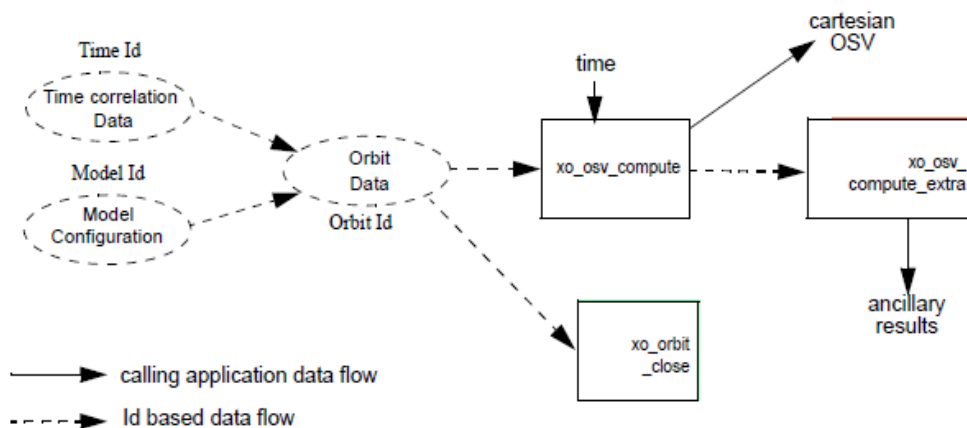 Time Id
Time correlation
Data
Model Id
Model
Configuration
Orbit
Data
Orbit Id
time
cartesian
OSV
xo_osv_compute
xo_osv_
compute_extra
ancillary
results
xo_orbit
_close
calling application data flow
Id based data flow